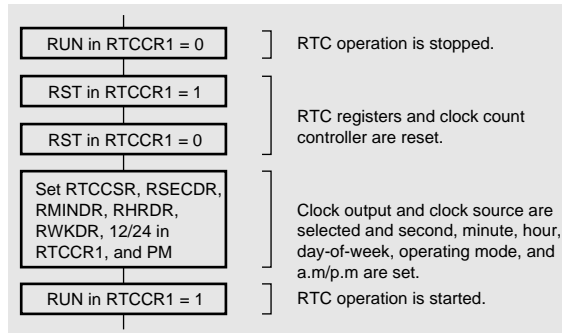 RUN in RTCCR1 = 0
RTC operation is stopped.
RST in RTCCR1 = 1
RST in RTCCR1 = 0
RTC registers and clock count
controller are reset.
Set RTCCSR, RSECDR,
RMINDR, RHRDR,
RWKDR, 12/24 in
RTCCR1, and PM
Clock output and clock source are
selected and second, minute, hour,
day-of-week, operating mode, and
a.m/p.m are set.
RUN in RTCCR1 = 1
RTC operation is started.